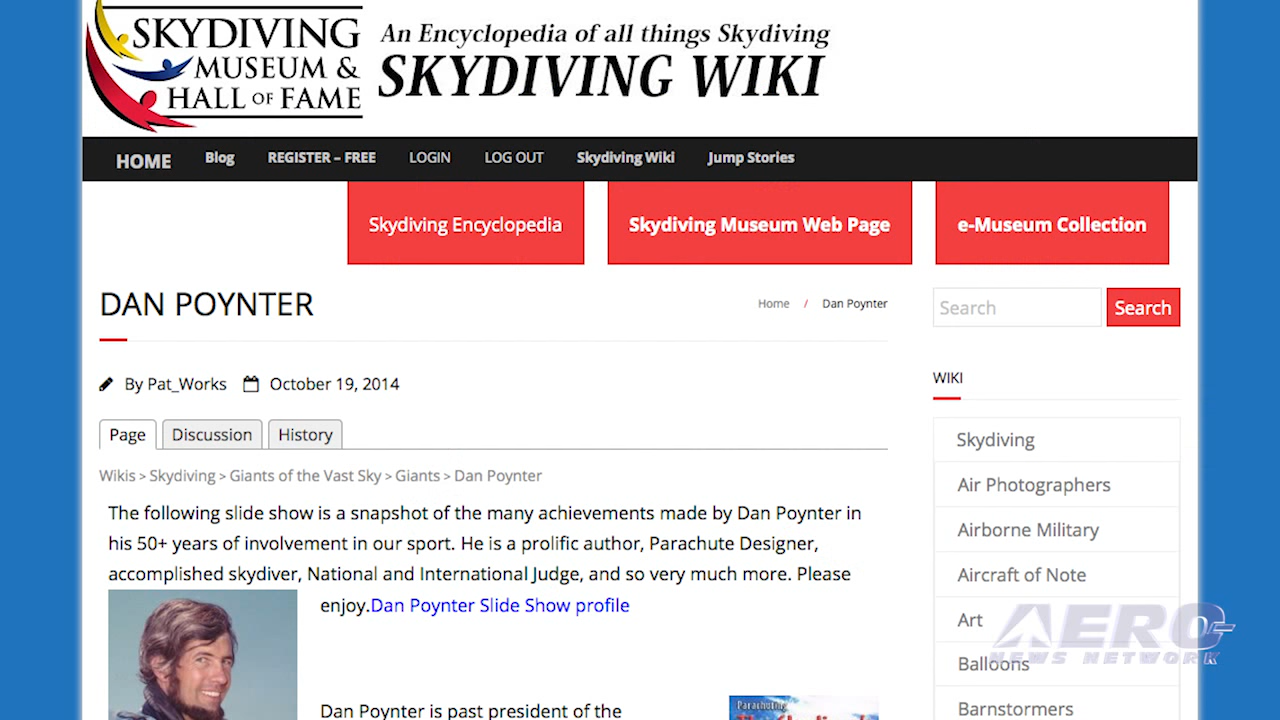 SKYDIVING
MUSEUM &
HALL OF FAME
An Encyclopedia of all things Skydiving
SKYDIVING WIKI
HOME Blog REGISTER – FREE LOGIN LOG OUT Skydiving Wiki Jump Stories
Skydiving Encyclopedia Skydiving Museum Web Page e-Museum Collection
DAN POYNTER
Home / Dan Poynter
Search Search
By Pat_Works October 19, 2014
Page Discussion History
Wikis > Skydiving > Giants of the Vast Sky > Giants > Dan Poynter
The following slide show is a snapshot of the many achievements made by Dan Poynter in
his 50+ years of involvement in our sport. He is a prolific author, Parachute Designer,
accomplished skydiver, National and International Judge, and so very much more. Please
enjoy.Dan Poynter Slide Show profile
Dan Poynter is past president of the
Parachuting
WIKI
Skydiving
Air Photographers
Airborne Military
Aircraft of Note
Art
Balloons
Barnstormers
AERO
NEWS NETWORK